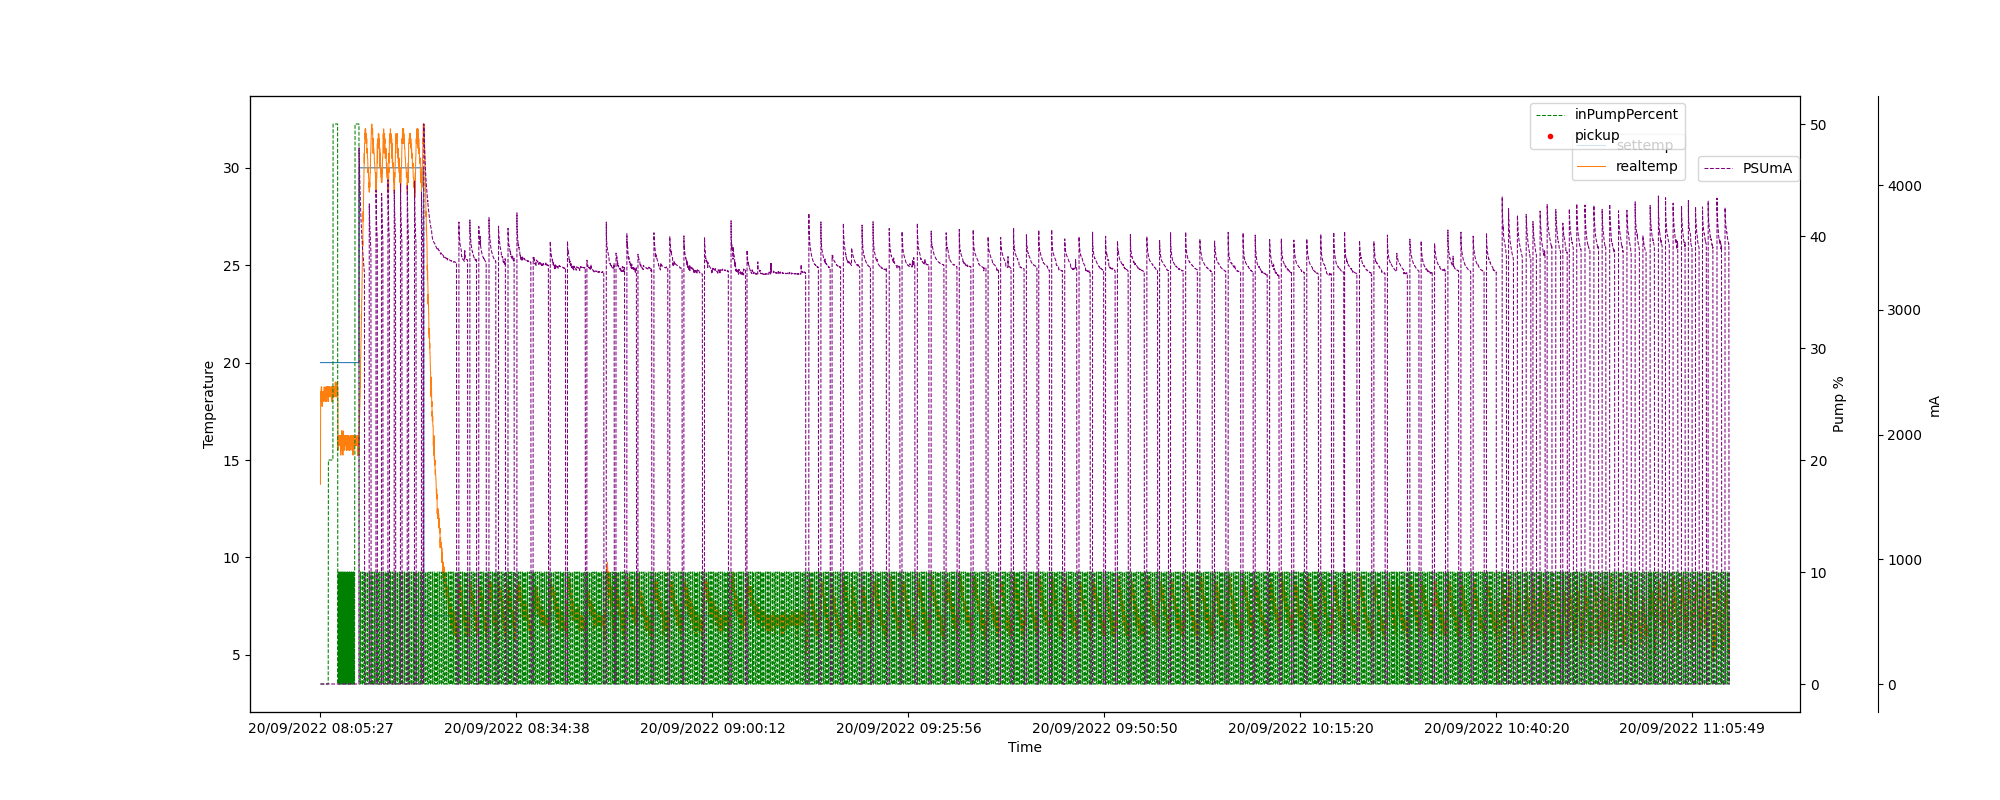 inPumpPercent
pickup
settemp
realtemp
PSUmA
30
25
20
15
10
5
Temperature
50
40
30
20
10
0
Pump %
4000
3000
2000
1000
0
mA
20/09/2022 08:05:27
20/09/2022 08:34:38
20/09/2022 09:00:12
20/09/2022 09:25:56
20/09/2022 09:50:50
20/09/2022 10:15:20
20/09/2022 10:40:20
20/09/2022 11:05:49
Time